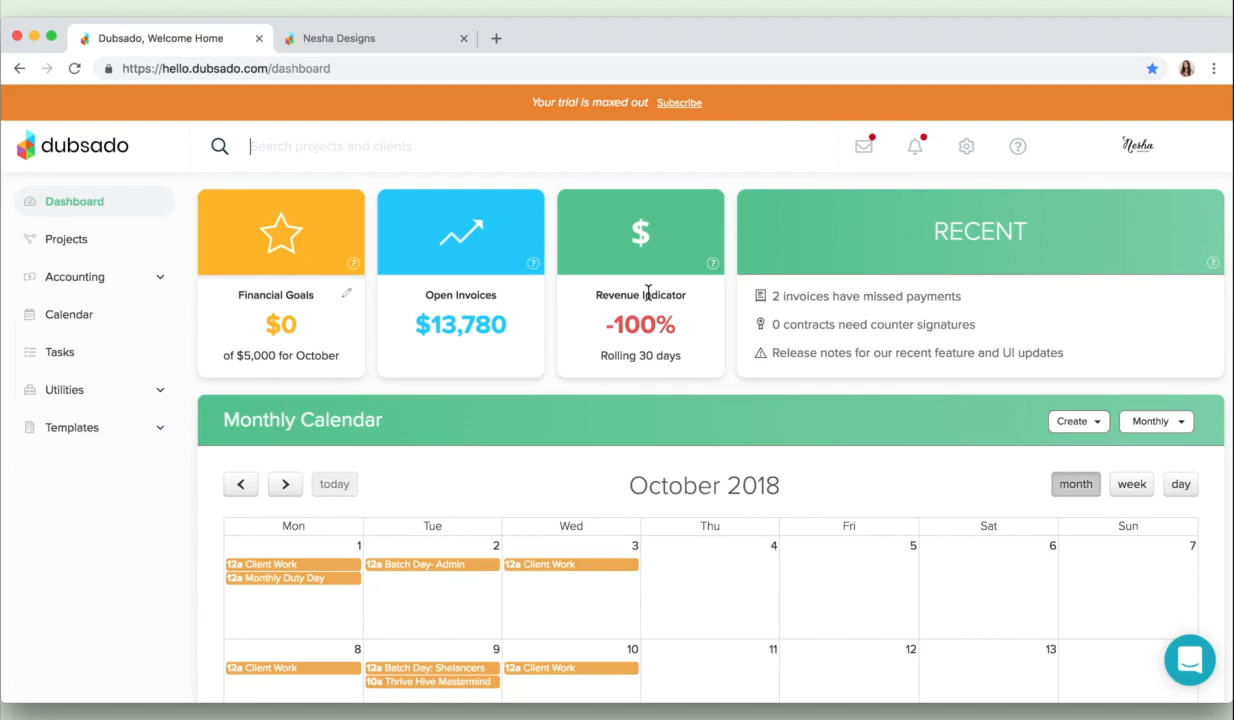 Dubsado, Welcome Home
Nesha Designs
https://hello.dubsado.com/dashboard
Your trial is maxed out Subscribe
dubsado
Search projects and clients
Nesha
Dashboard
Projects
Accounting
Calendar
Tasks
Utilities
Templates
Financial Goals
$0
of $5,000 for October
Open Invoices
$13,780
$
Revenue Indicator
-100%
Rolling 30 days
RECENT
2 invoices have missed payments
0 contracts need counter signatures
Release notes for our recent feature and UI updates
Monthly Calendar
Create
Monthly
today
October 2018
month week day
Mon Tue Wed Thu Fri Sat Sun
1 2 3 4 5 6 7
12a Client Work 12a Batch Day- Admin 12a Client Work
12a Monthly Duty Day
8 9 10 11 12 13
12a Client Work 12a Batch Day: Shelancers 12a Client Work
10a Thrive Hive Mastermind